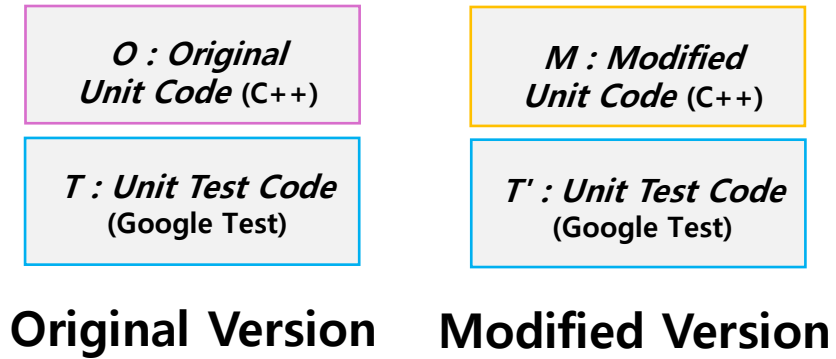 O : Original
Unit Code (C++)
T : Unit Test Code
(Google Test)
Original Version
M : Modified
Unit Code (C++)
T' : Unit Test Code
(Google Test)
Modified Version